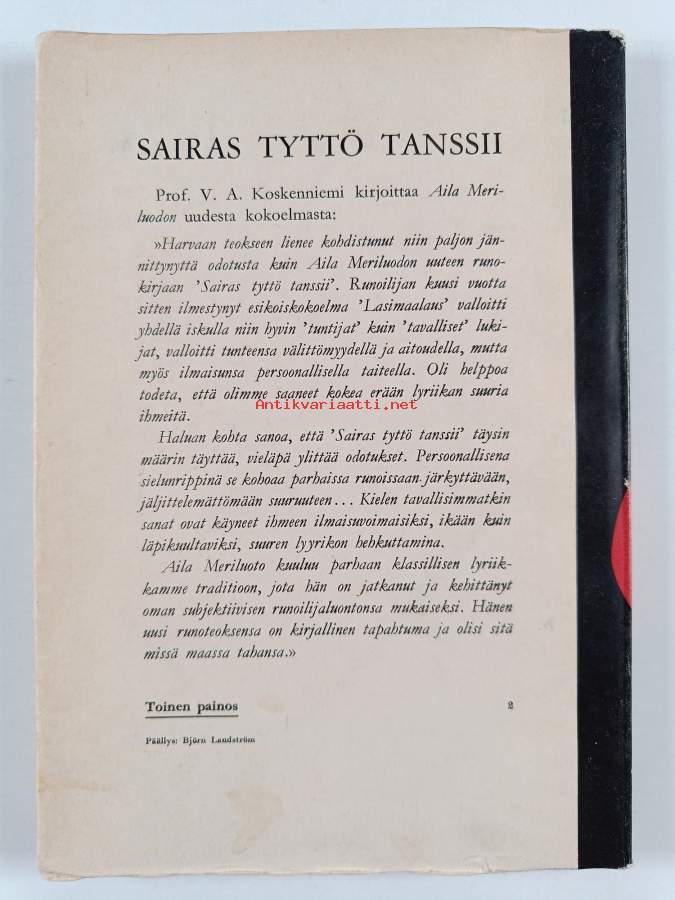 SAIRAS TYTTÖ TANSSII
Prof. V. A. Koskenniemi kirjoittaa Aila Meri-
luodon uudesta kokoelmasta:
»Harvaan teokseen lienee kohdistunut niin paljon jän-
nittynyttä odotusta kuin Aila Meriluodon uuteen runo-
kirjaan 'Sairas tyttö tanssii'. Runoilijan kuusi vuotta
sitten ilmestynyt esikoiskokoelma 'Lasimaalaus' valloitti
yhdellä iskulla niin hyvin 'tuntijat' kuin 'tavalliset' luki-
jat, valloitti tunteensa välittömyydellä ja aitoudella, mutta
myös ilmaisunsa persoonallisella taiteella. Oli helppoa
todeta, että olimme saaneet kokea erään lyriikan suuria
ihmeitä.
Antikvariaatti.net
Haluan kohta sanoa, että 'Sairas tyttö tanssii' täysin
määrin täyttää, vieläpä ylittää odotukset. Persoonallisena
sielunrippinä se kohoaa parhaissa runoissaan järkyttävään,
jäljittelemättömään suuruuteen... Kielen tavallisimmatkin
sanat ovat käyneet ihmeen ilmaisuvoimaisiksi, ikään kuin
läpikuultaviksi, suuren lyyrikon hehkuttamina.
Aila Meriluoto kuuluu parhaan klassillisen lyriik-
kamme traditioon, jota hän on jatkanut ja kehittänyt
oman subjektiivisen runoilijaluontonsa mukaiseksi. Hänen
uusi runoteoksensa on kirjallinen tapahtuma ja olisi sitä
missä maassa tahansa.»
Toinen painos 2
Päällys: Björn Landström